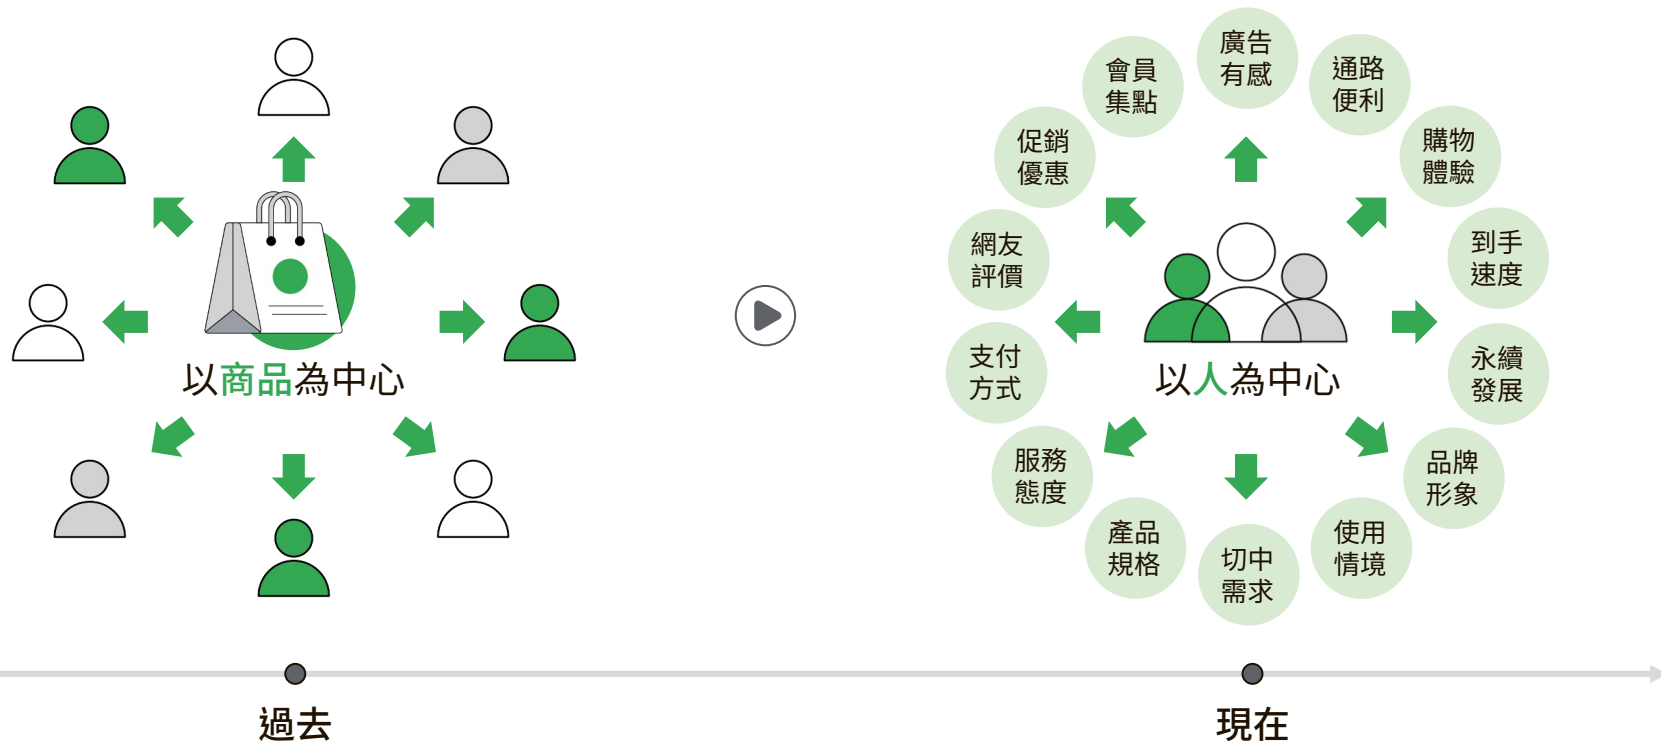 以商品為中心
廣告
有感
通路
便利
購物
體驗
到手
速度
永續
發展
品牌
形象
使用
情境
切中
需求
產品
規格
服務
態度
支付
方式
網友
評價
促銷
優惠
會員
集點
以人為中心
過去
現在